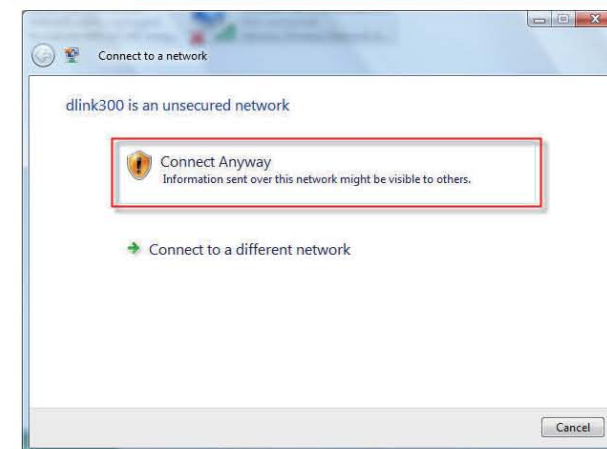 Connect to a network
dlink300 is an unsecured network
Connect Anyway
Information sent over this network might be visible to others.
Connect to a different network
Cancel